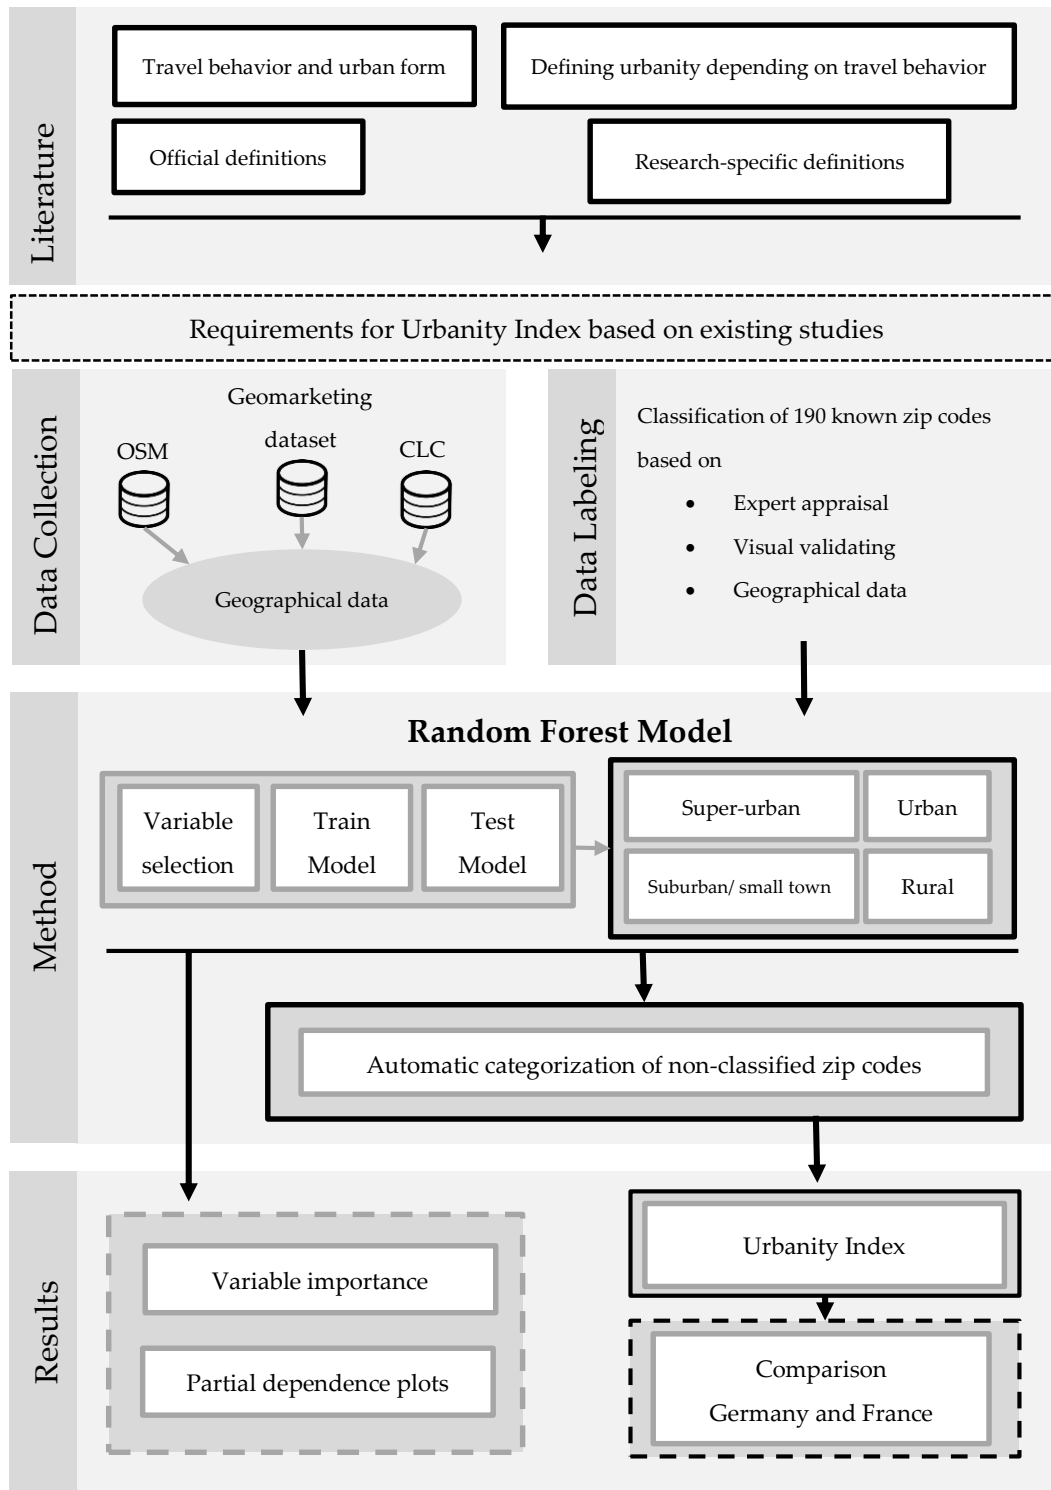 Literature
Travel behavior and urban form
Defining urbanity depending on travel behavior
Official definitions
Research-specific definitions
Requirements for Urbanity Index based on existing studies
Data Collection
Geomarketing
dataset
OSM
CLC
Geographical data
Data Labeling
Classification of 190 known zip codes
based on
• Expert appraisal
• Visual validating
• Geographical data
Method
Random Forest Model
Variable
selection
Train
Model
Test
Model
Super-urban
Urban
Suburban/ small town
Rural
Automatic categorization of non-classified zip codes
Results
Variable importance
Partial dependence plots
Urbanity Index
Comparison
Germany and France